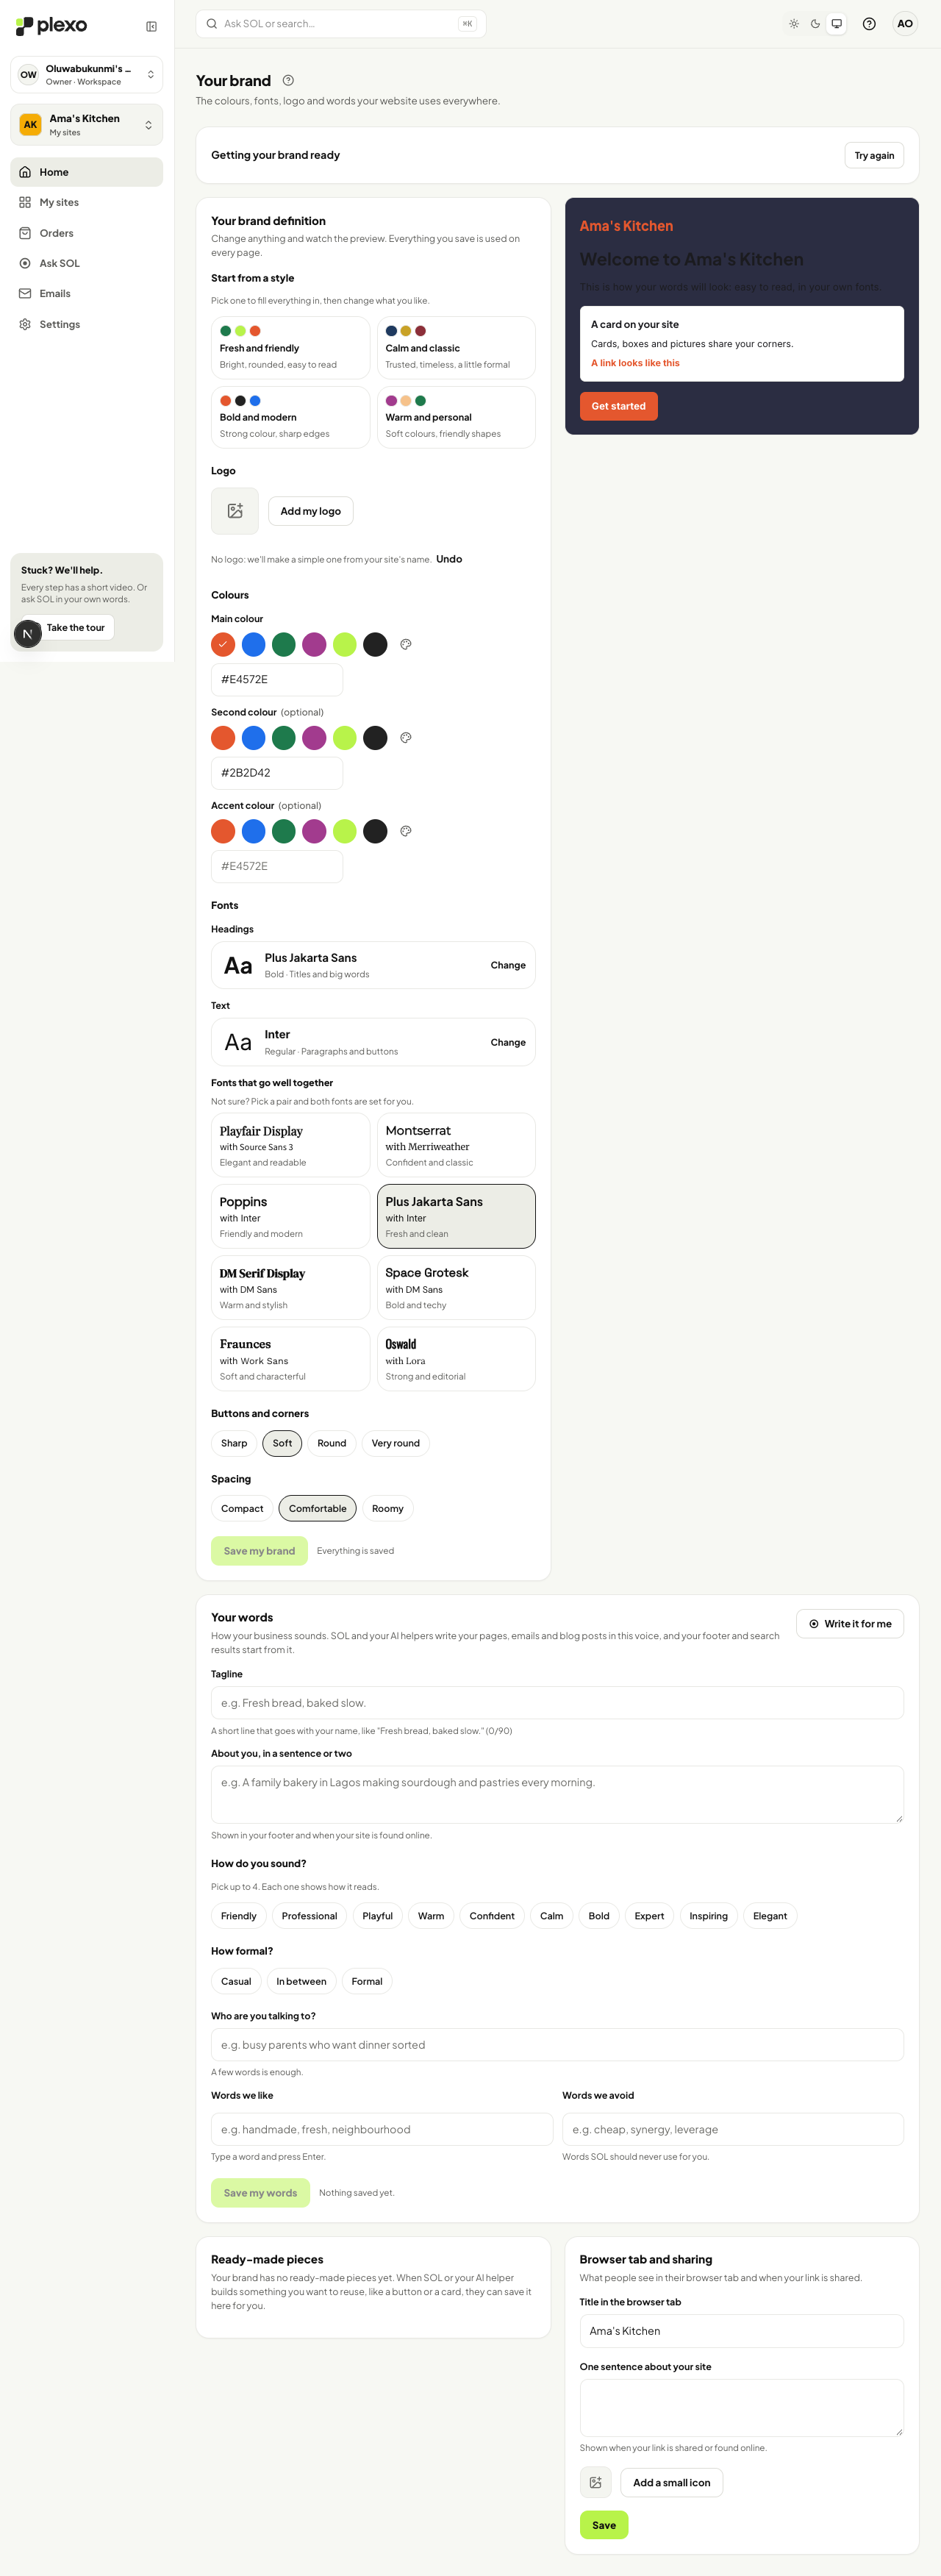 plexo
Ask SOL or search...
⌘K
AO
OW
Oluwabukunmi's ...
Owner · Workspace
AK
Ama's Kitchen
My sites
Home
My sites
Orders
Ask SOL
Emails
Settings
Stuck? We'll help.
Every step has a short video. Or
ask SOL in your own words.
N
Take the tour
Your brand
The colours, fonts, logo and words your website uses everywhere.
Getting your brand ready
Try again
Your brand definition
Change anything and watch the preview. Everything you save is used on
every page.
Start from a style
Pick one to fill everything in, then change what you like.
Fresh and friendly
Bright, rounded, easy to read
Calm and classic
Trusted, timeless, a little formal
Bold and modern
Strong colour, sharp edges
Warm and personal
Soft colours, friendly shapes
Logo
Add my logo
No logo: we'll make a simple one from your site's name. Undo
Colours
Main colour
#E4572E
Second colour (optional)
#2B2D42
Accent colour (optional)
#E4572E
Fonts
Headings
Aa
Plus Jakarta Sans
Bold · Titles and big words
Change
Text
Aa
Inter
Regular · Paragraphs and buttons
Change
Fonts that go well together
Not sure? Pick a pair and both fonts are set for you.
Playfair Display
with Source Sans 3
Elegant and readable
Montserrat
with Merriweather
Confident and classic
Poppins
with Inter
Friendly and modern
Plus Jakarta Sans
with Inter
Fresh and clean
DM Serif Display
with DM Sans
Warm and stylish
Space Grotesk
with DM Sans
Bold and techy
Fraunces
with Work Sans
Soft and characterful
Oswald
with Lora
Strong and editorial
Buttons and corners
Sharp
Soft
Round
Very round
Spacing
Compact
Comfortable
Roomy
Save my brand
Everything is saved
Ama's Kitchen
Welcome to Ama's Kitchen
This is how your words will look: easy to read, in your own fonts.
A card on your site
Cards, boxes and pictures share your corners.
A link looks like this
Get started
Your words
How your business sounds. SOL and your AI helpers write your pages, emails and blog posts in this voice, and your footer and search
results start from it.
Write it for me
Tagline
e.g. Fresh bread, baked slow.
A short line that goes with your name, like "Fresh bread, baked slow." (0/90)
About you, in a sentence or two
e.g. A family bakery in Lagos making sourdough and pastries every morning.
Shown in your footer and when your site is found online.
How do you sound?
Pick up to 4. Each one shows how it reads.
Friendly
Professional
Playful
Warm
Confident
Calm
Bold
Expert
Inspiring
Elegant
How formal?
Casual
In between
Formal
Who are you talking to?
e.g. busy parents who want dinner sorted
A few words is enough.
Words we like
e.g. handmade, fresh, neighbourhood
Type a word and press Enter.
Words we avoid
e.g. cheap, synergy, leverage
Words SOL should never use for you.
Save my words
Nothing saved yet.
Ready-made pieces
Your brand has no ready-made pieces yet. When SOL or your AI helper
builds something you want to reuse, like a button or a card, they can save it
here for you.
Browser tab and sharing
What people see in their browser tab and when your link is shared.
Title in the browser tab
Ama's Kitchen
One sentence about your site
Shown when your link is shared or found online.
Add a small icon
Save